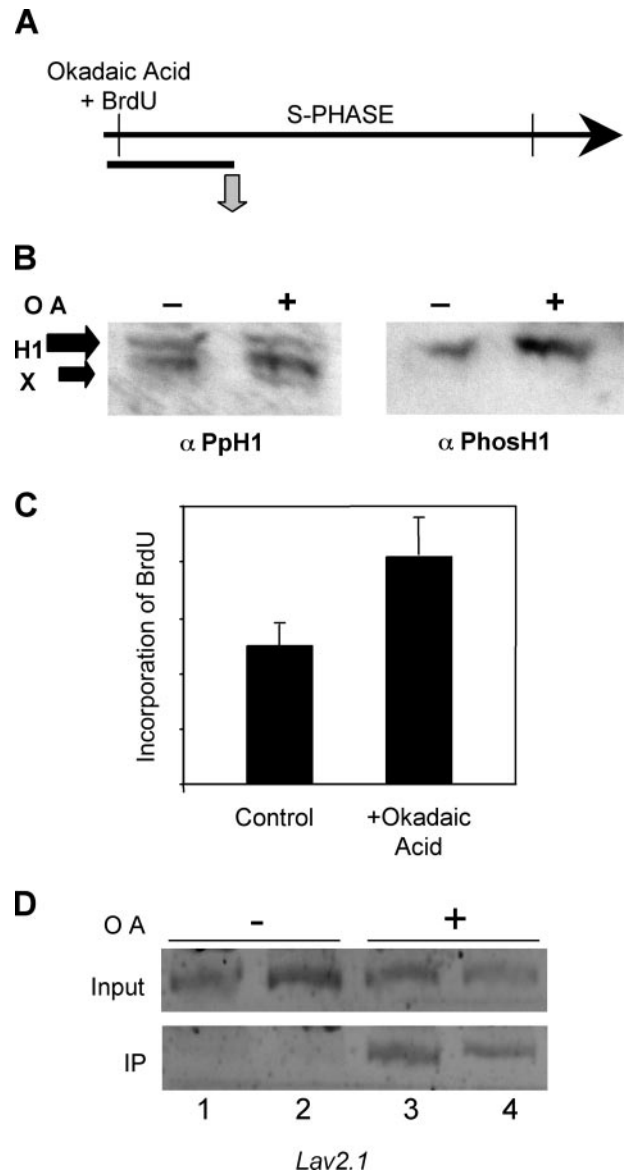 A
Okadaic Acid
+ BrdU
S-PHASE
B
O A
– +
– +
H1
X
α PpH1
α PhosH1
C
Incorporation of BrdU
Control
+Okadaic
Acid
D
O A
- +
Input
IP
1 2 3 4
Lav2.1